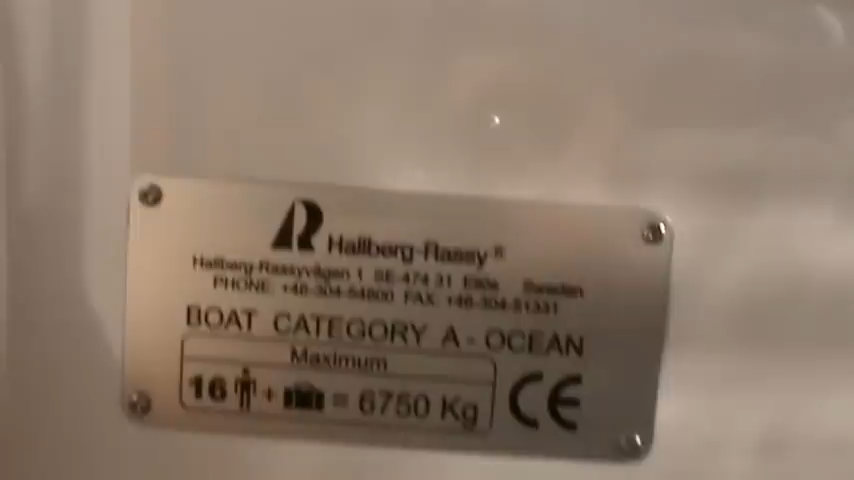 Hallberg-Rassy®
Hallberg-Rassyvägen 1 SE-474 31 Ellös Sweden
PHONE: +46-304-54800 FAX: +46-304-51331
BOAT CATEGORY A - OCEAN
Maximum
16 + = 6750 Kg
CE